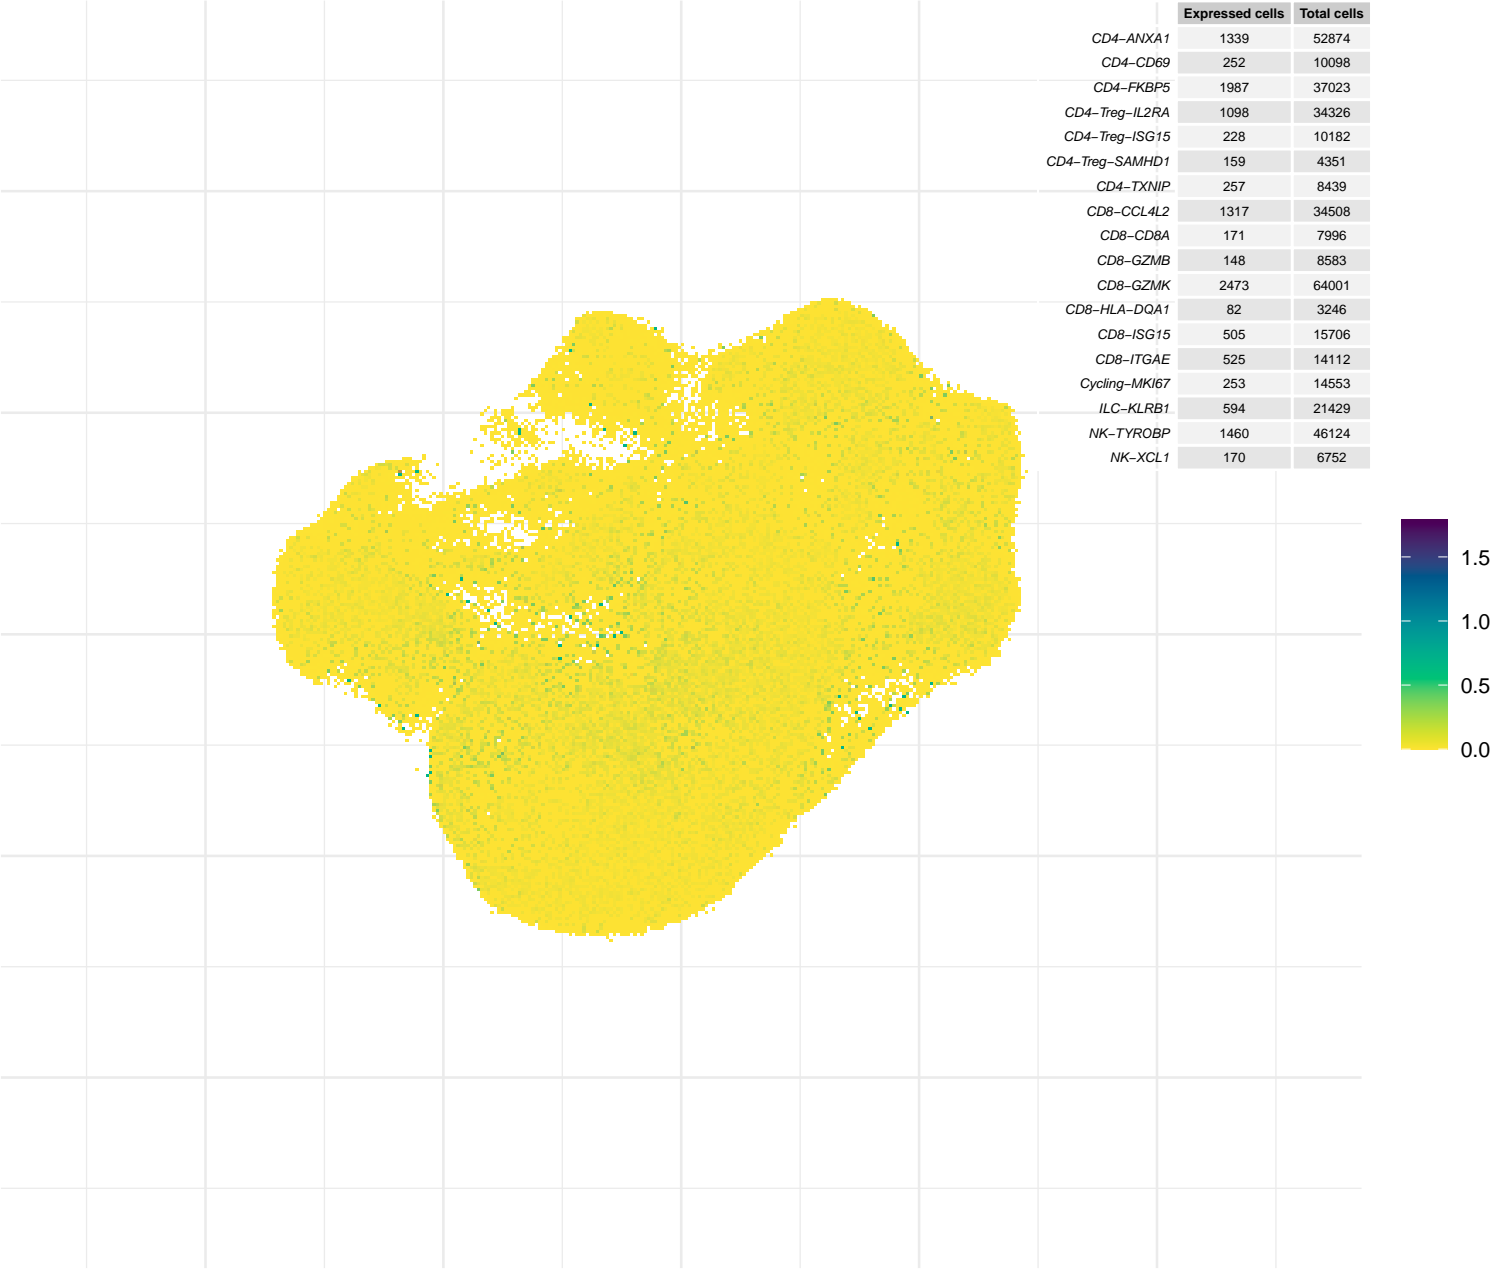 Expressed cells Total cells
CD4−ANXA1 1339 52874
CD4−CD69 252 10098
CD4−FKBP5 1987 37023
CD4−Treg−IL2RA 1098 34326
CD4−Treg−ISG15 228 10182
CD4−Treg−SAMHD1 159 4351
CD4−TXNIP 257 8439
CD8−CCL4L2 1317 34508
CD8−CD8A 171 7996
CD8−GZMB 148 8583
CD8−GZMK 2473 64001
CD8−HLA−DQA1 82 3246
CD8−ISG15 505 15706
CD8−ITGAE 525 14112
Cycling−MKI67 253 14553
ILC−KLRB1 594 21429
NK−TYROBP 1460 46124
NK−XCL1 170 6752
1.5
1.0
0.5
0.0